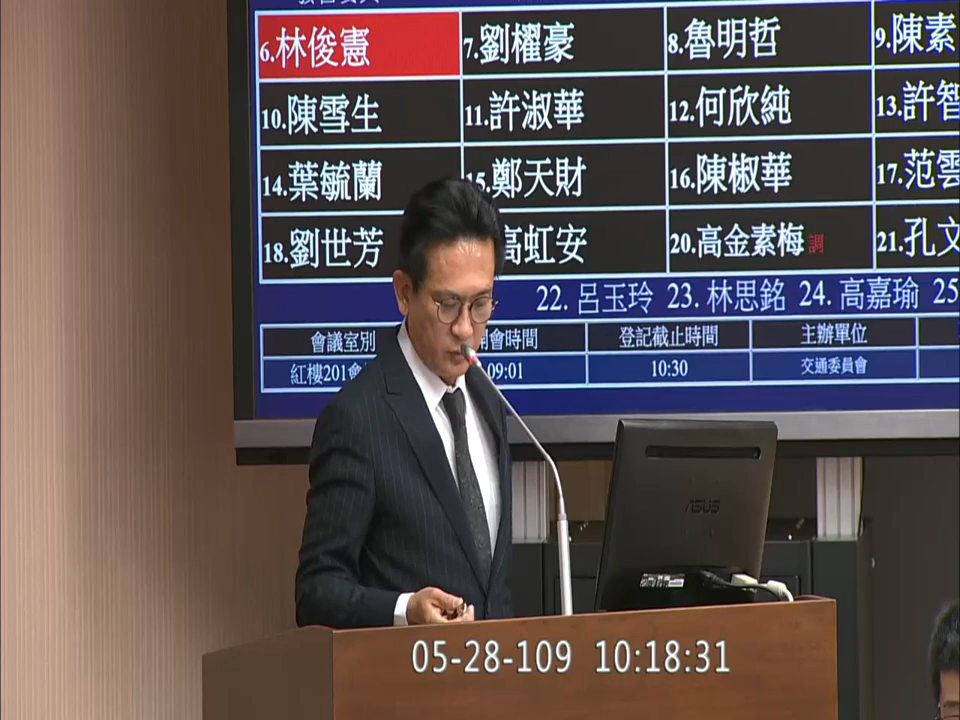 6.林俊憲 7.劉櫂豪 8.魯明哲 9.陳素
10.陳雪生 11.許淑華 12.何欣純 13.許智
14.葉毓蘭 15.鄭天財 16.陳椒華 17.范雲
18.劉世芳 高虹安 20.高金素梅調 21.孔文
22. 呂玉玲 23. 林思銘 24. 高嘉瑜 25
會議室別 開會時間 登記截止時間 主辦單位
紅樓201會 09:01 10:30 交通委員會
ASUS
05-28-109 10:18:31